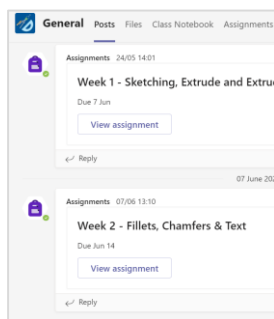 General Posts Files Class Notebook Assignments
Assignments 24/05 14:01
Week 1 - Sketching, Extrude and
Due 7 Jun
View assignment
Reply
07 June
Assignments 07/06 13:10
Week 2 - Fillets, Chamfers & Text
Due Jun 14
View assignment
Reply